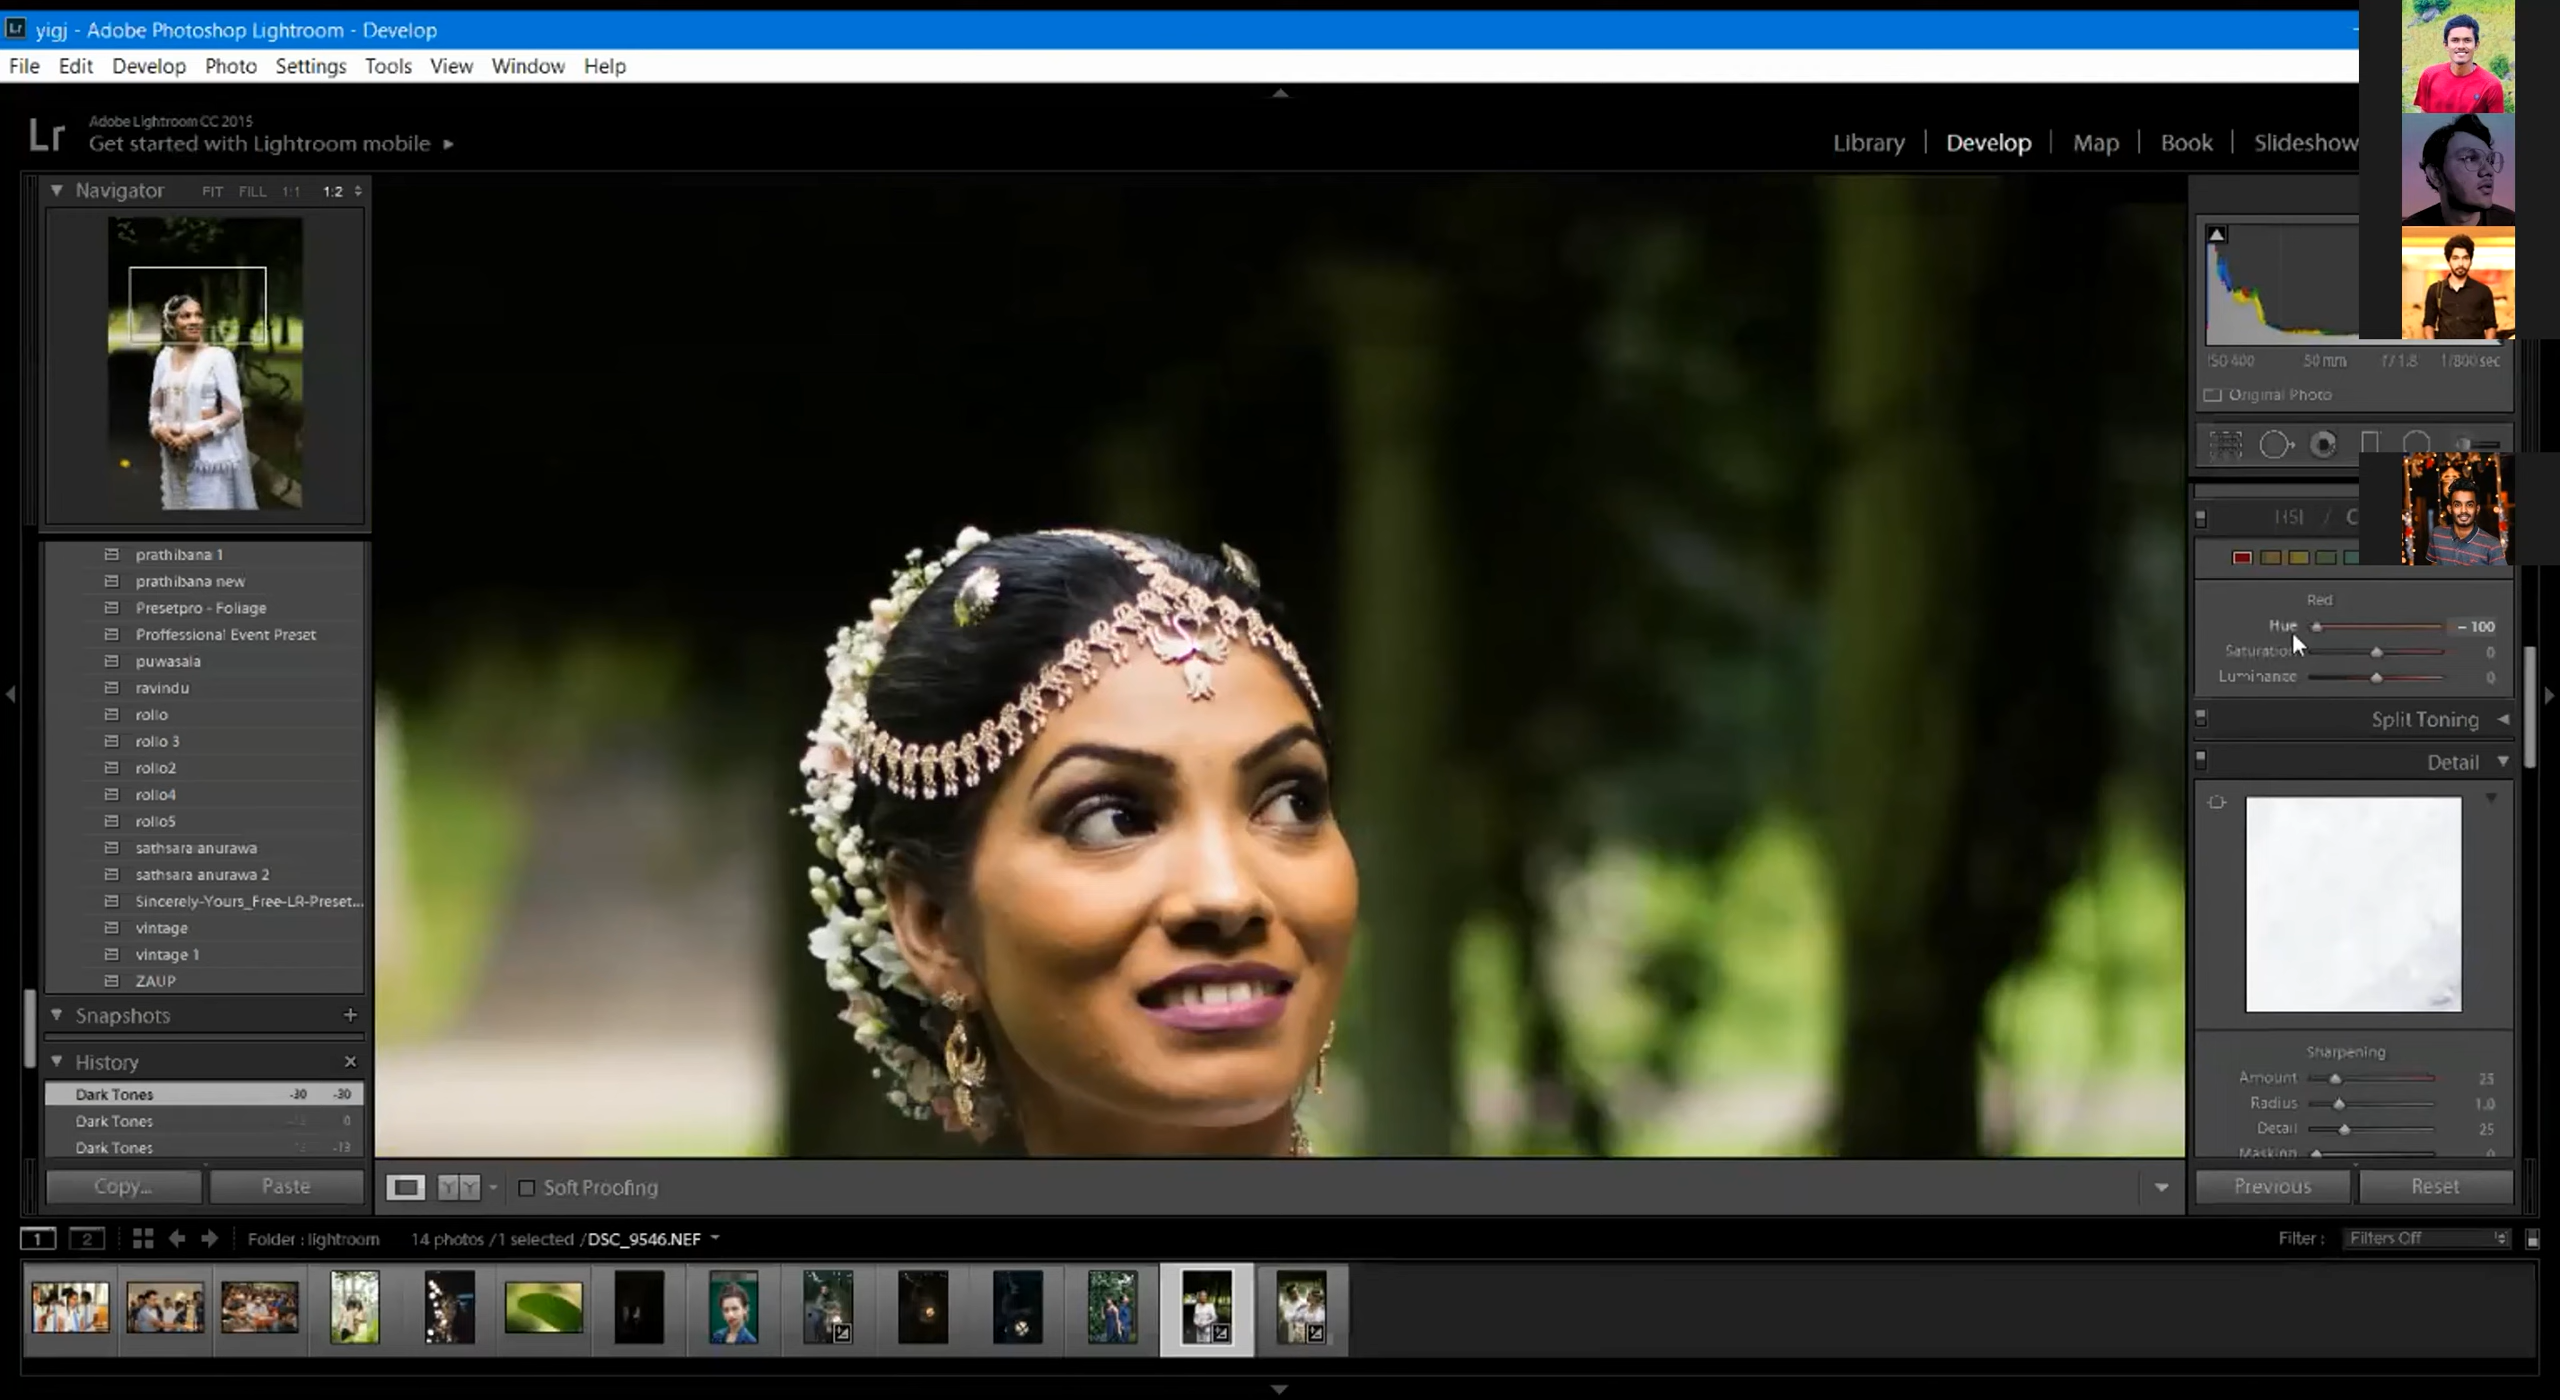 Lr yigj - Adobe Photoshop Lightroom - Develop
File Edit Develop Photo Settings Tools View Window Help
Lr
Adobe Lightroom CC 2015
Get started with Lightroom mobile
Library | Develop | Map | Book | Slideshow
Navigator FIT FILL 1:1 1:2
ISO 400 50 mm f / 1.8 1/800 sec
Original Photo
HSL / C
Red
Hue - 100
Saturation 0
Luminance 0
Split Toning
Detail
Sharpening
Amount 25
Radius 1.0
Detail 25
Masking 0
Previous Reset
prathibana 1
prathibana new
Presetpro - Foliage
Proffessional Event Preset
puwasala
ravindu
rollo
rollo 3
rollo2
rollo4
rollo5
sathsara anurawa
sathsara anurawa 2
Sincerely-Yours_Free-LR-Preset...
vintage
vintage 1
ZAUP
Snapshots +
History ×
Dark Tones -30 -30
Dark Tones 0
Dark Tones -13
Copy... Paste
YY Soft Proofing
1 2 Folder : lightroom 14 photos / 1 selected / DSC_9546.NEF
Filter : Filters Off